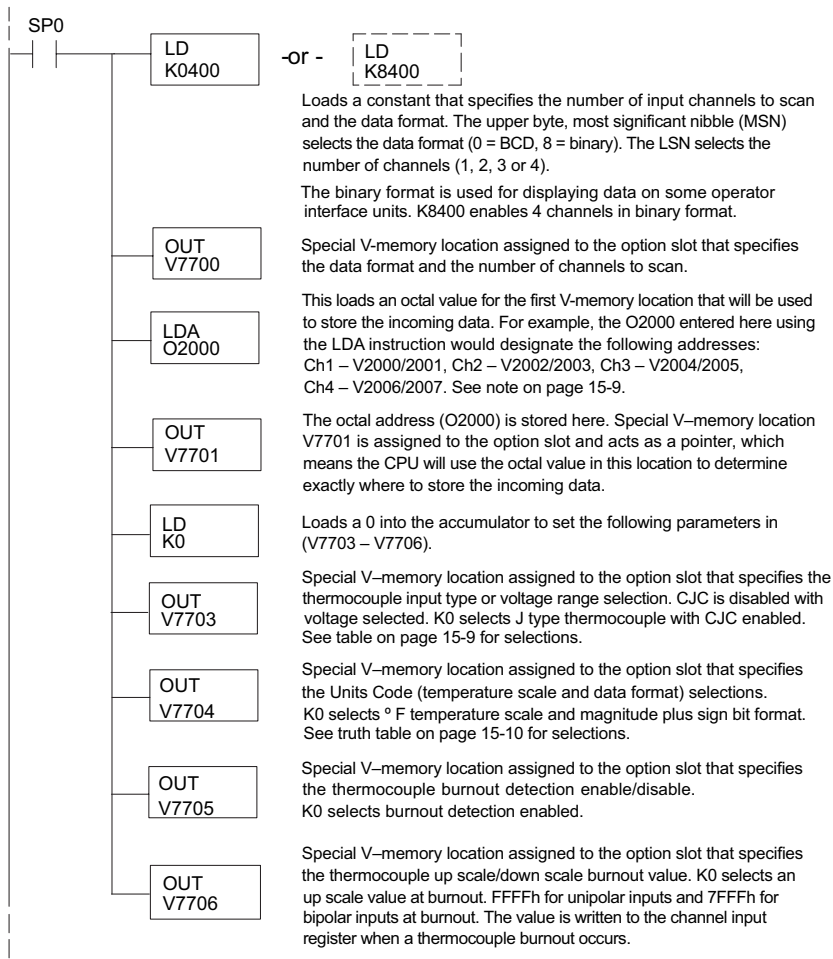 SP0
LD
K0400
-or -
LD
K8400
Loads a constant that specifies the number of input channels to scan
and the data format. The upper byte, most significant nibble (MSN)
selects the data format (0 = BCD, 8 = binary). The LSN selects the
number of channels (1, 2, 3 or 4).
The binary format is used for displaying data on some operator
interface units. K8400 enables 4 channels in binary format.
OUT
V7700
Special V-memory location assigned to the option slot that specifies
the data format and the number of channels to scan.
LDA
O2000
This loads an octal value for the first V-memory location that will be used
to store the incoming data. For example, the O2000 entered here using
the LDA instruction would designate the following addresses:
Ch1 – V2000/2001, Ch2 – V2002/2003, Ch3 – V2004/2005,
Ch4 – V2006/2007. See note on page 15-9.
OUT
V7701
The octal address (O2000) is stored here. Special V–memory location
V7701 is assigned to the option slot and acts as a pointer, which
means the CPU will use the octal value in this location to determine
exactly where to store the incoming data.
LD
K0
Loads a 0 into the accumulator to set the following parameters in
(V7703 – V7706).
OUT
V7703
Special V–memory location assigned to the option slot that specifies the
thermocouple input type or voltage range selection. CJC is disabled with
voltage selected. K0 selects J type thermocouple with CJC enabled.
See table on page 15-9 for selections.
OUT
V7704
Special V–memory location assigned to the option slot that specifies
the Units Code (temperature scale and data format) selections.
K0 selects º F temperature scale and magnitude plus sign bit format.
See truth table on page 15-10 for selections.
OUT
V7705
Special V–memory location assigned to the option slot that specifies
the thermocouple burnout detection enable/disable.
K0 selects burnout detection enabled.
OUT
V7706
Special V–memory location assigned to the option slot that specifies
the thermocouple up scale/down scale burnout value. K0 selects an
up scale value at burnout. FFFFh for unipolar inputs and 7FFFh for
bipolar inputs at burnout. The value is written to the channel input
register when a thermocouple burnout occurs.